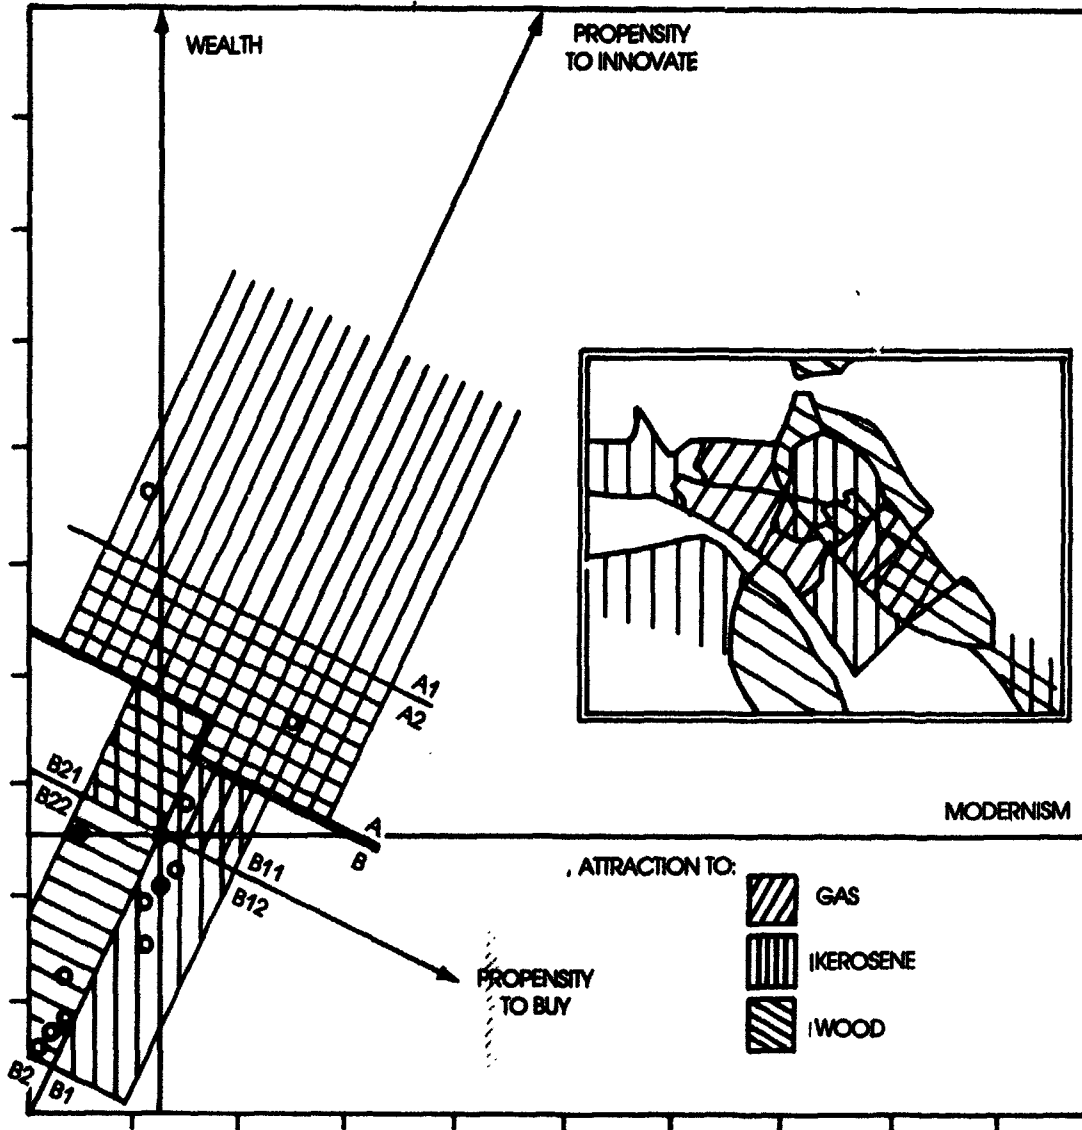 WEALTH
PROPENSITY
TO INNOVATE
A1
A2
B21
B22
A
B
MODERNISM
B11
B12
ATTRACTION TO:
GAS
KEROSENE
WOOD
PROPENSITY
TO BUY
B2
B1